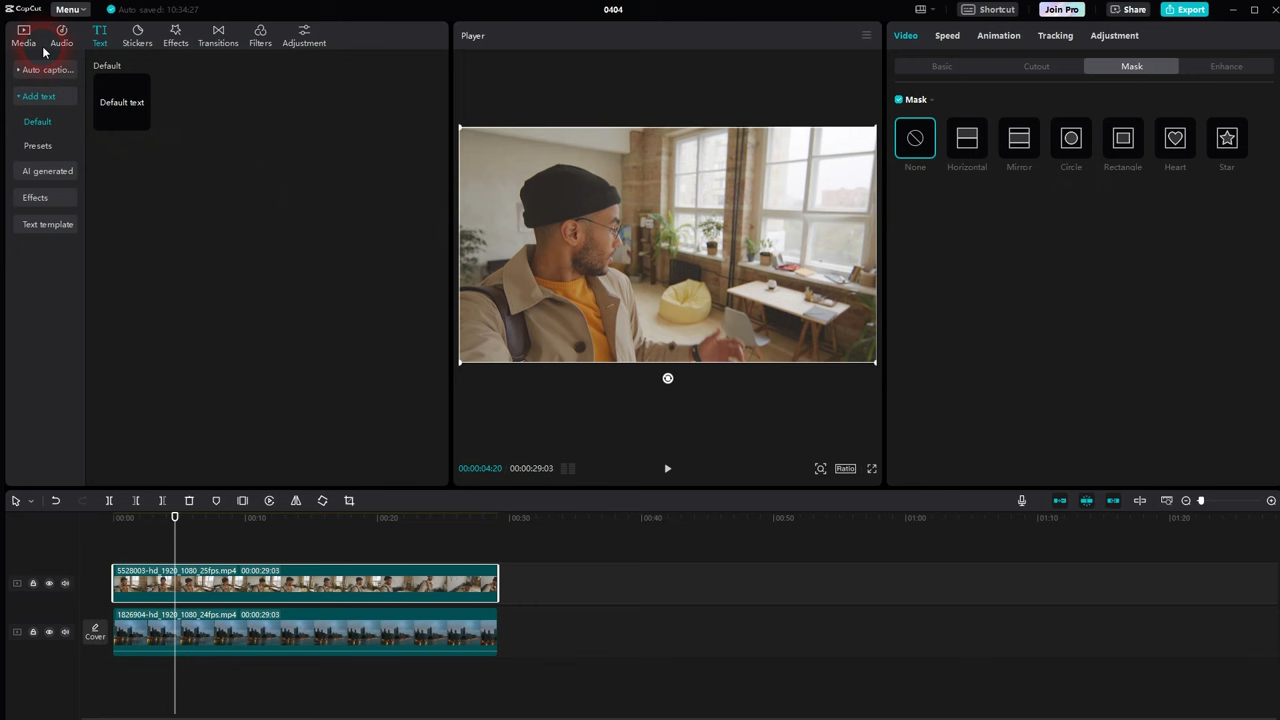 CapCut
Menu
Auto saved: 10:34:27
0404
Shortcut
Join Pro
Share
Export
Media
Audio
TI
Text
Stickers
Effects
Transitions
Filters
Adjustment
Auto captio...
Add text
Default
Presets
AI generated
Effects
Text template
Default
Default text
Player
00:00:04:20
00:00:29:03
Ratio
Video
Speed
Animation
Tracking
Adjustment
Basic
Cutout
Mask
Enhance
Mask
None
Horizontal
Mirror
Circle
Rectangle
Heart
Star
00:00
00:10
00:20
00:30
00:40
00:50
01:00
01:10
01:20
5528003-hd_1920_1080_25fps.mp4 00:00:29:03
Cover
1826904-hd_1920_1080_24fps.mp4 00:00:29:03